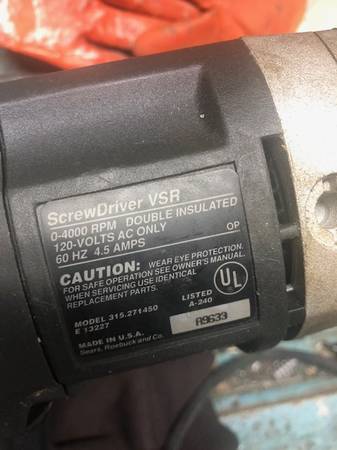 ScrewDriver VSR
0-4000 RPM DOUBLE INSULATED
120-VOLTS AC ONLY
60 HZ 4.5 AMPS OP
CAUTION: WEAR EYE PROTECTION.
FOR SAFE OPERATION SEE OWNER'S MANUAL.
WHEN SERVICING USE IDENTICAL
REPLACEMENT PARTS.
UL
LISTED
A-240
MODEL 315.271450
E 13227
A9633
MADE IN U.S.A.
Sears, Roebuck and Co.